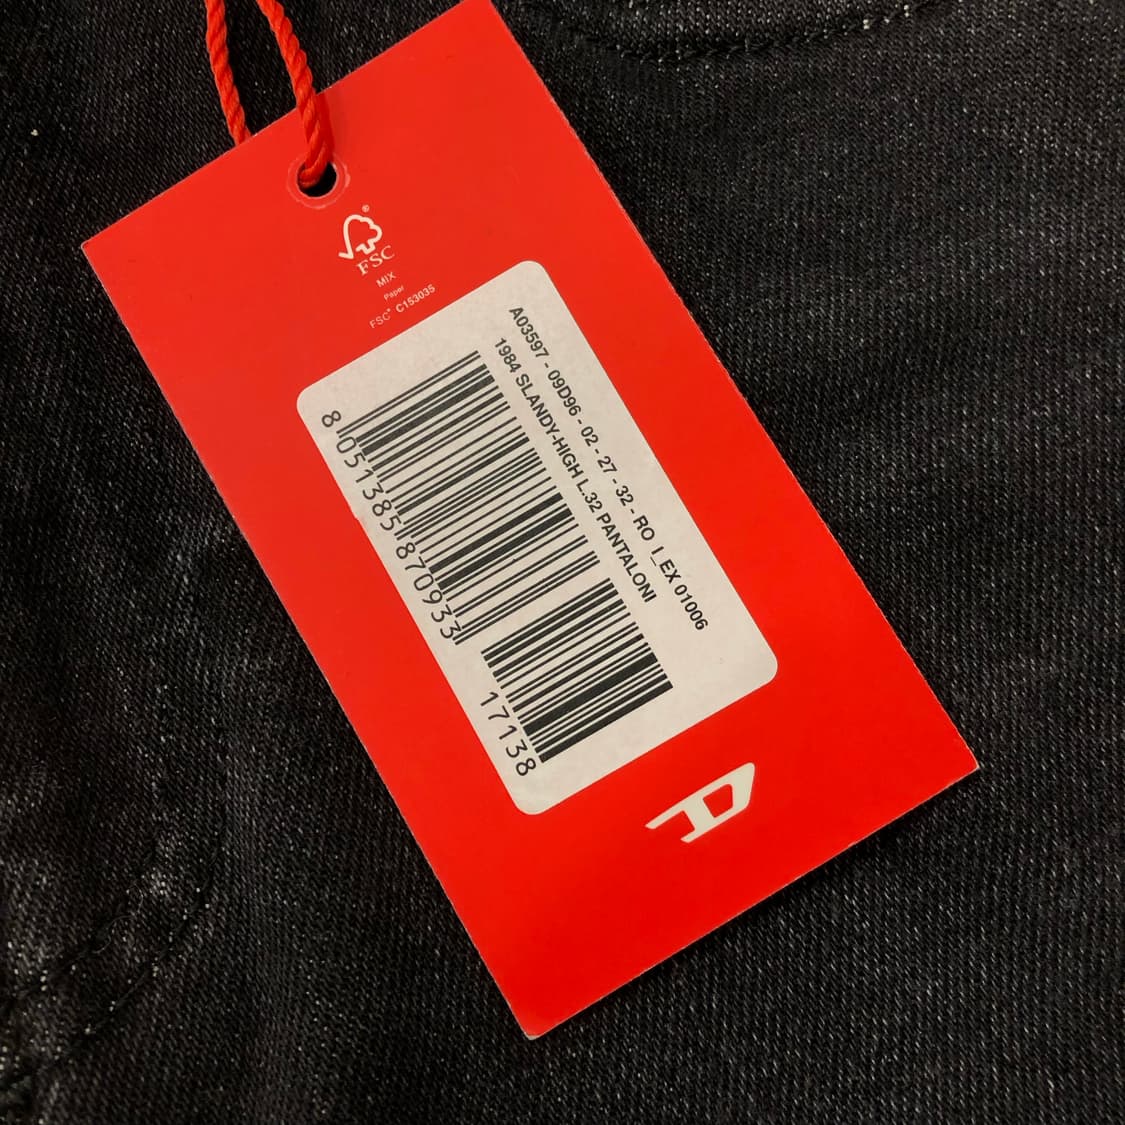 ®
FSC
MIX
Paper
FSC® C153035
A03597 - 09D96 - 02 - 27 - 32 - RO I_EX 01006
1984 SLANDY-HIGH L.32 PANTALONI
8 051385 870933
17138
D